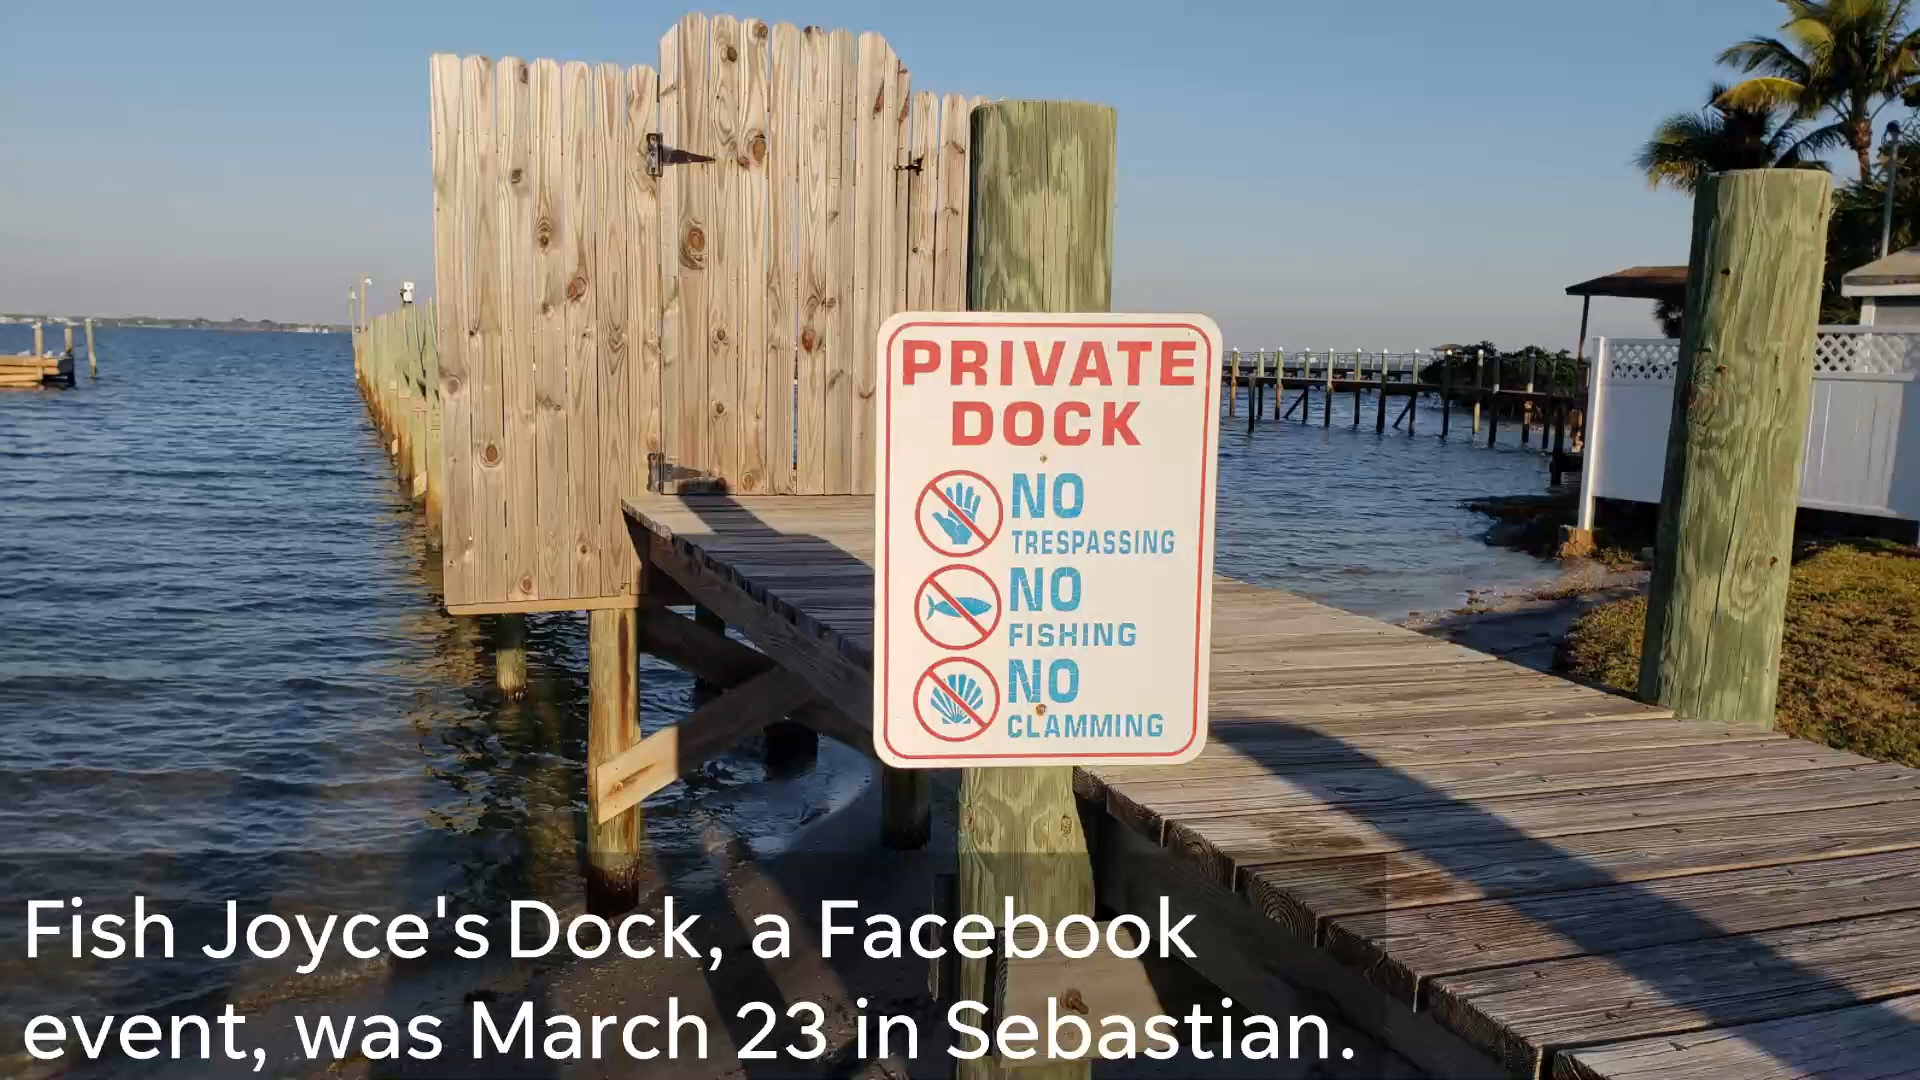 PRIVATE
DOCK
NO
TRESPASSING
NO
FISHING
NO
CLAMMING
Fish Joyce's Dock, a Facebook
event, was March 23 in Sebastian.